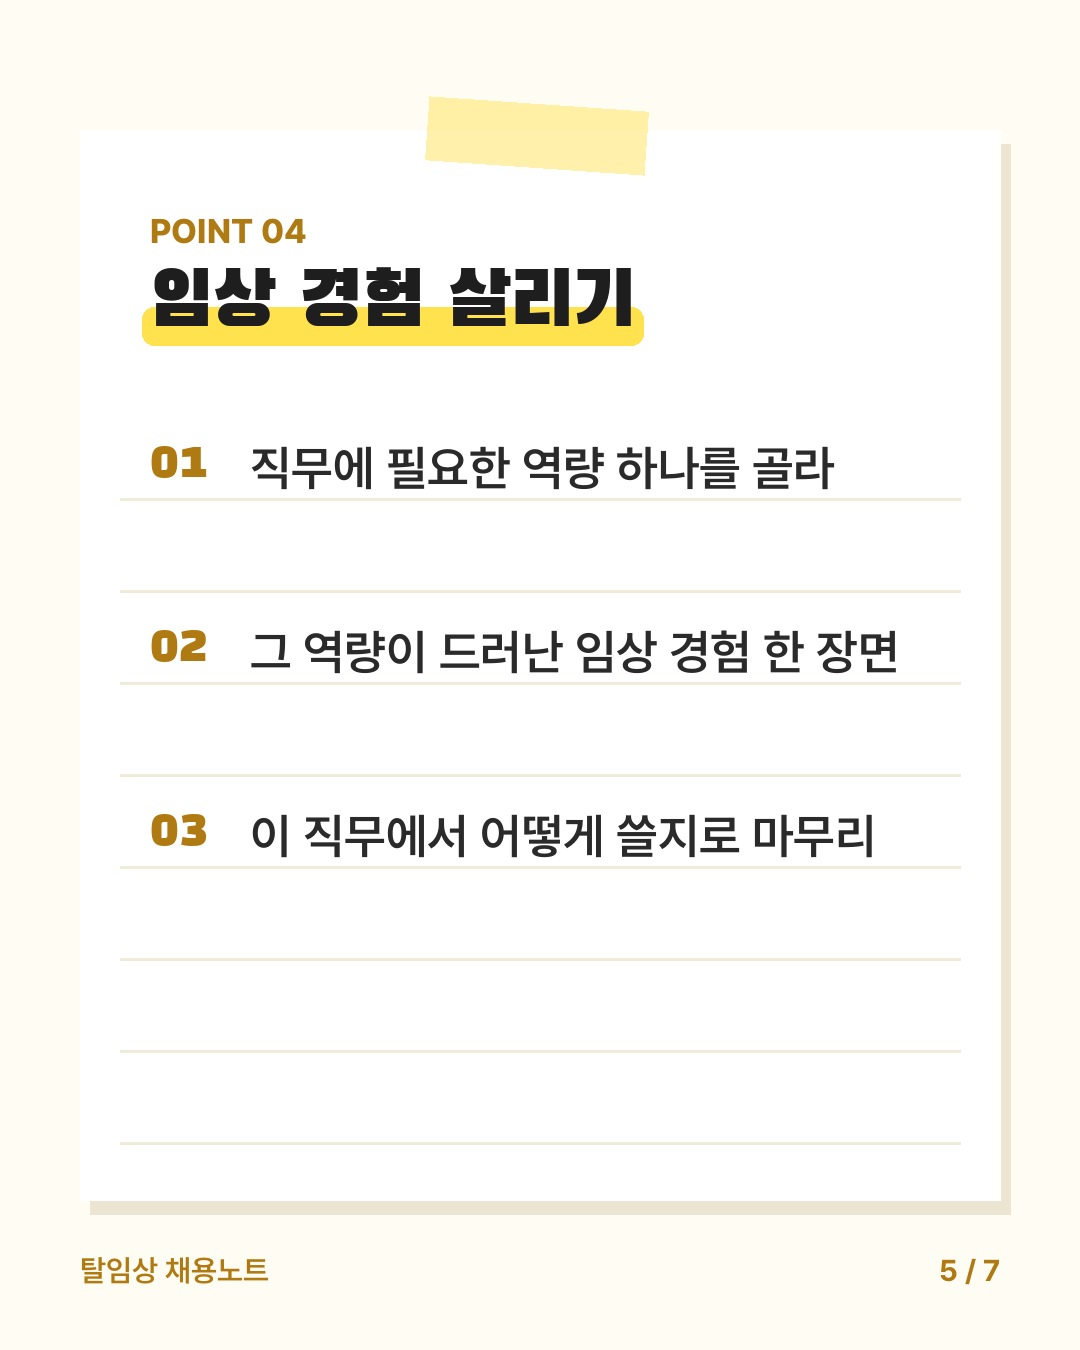 POINT 04
임상 경험 살리기
01 직무에 필요한 역량 하나를 골라
02 그 역량이 드러난 임상 경험 한 장면
03 이 직무에서 어떻게 쓸지로 마무리
탈임상 채용노트
5 / 7